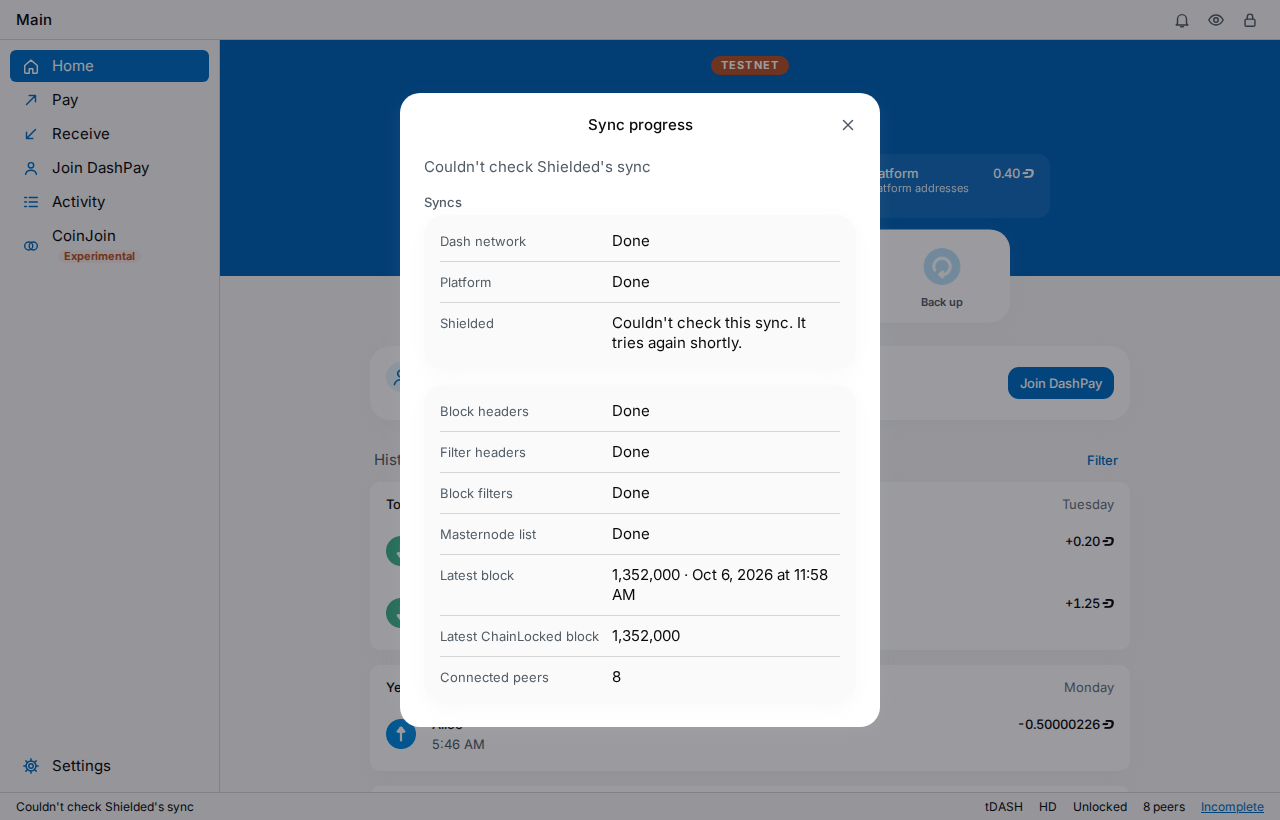 Main
Home
Pay
Receive
Join DashPay
Activity
CoinJoin
Experimental
Settings
TESTNET
0.40
Back up
Join DashPay
Filter
Tuesday
+0.20
+1.25
Monday
-0.50000226
5:46 AM
Sync progress
Couldn't check Shielded's sync
Syncs
Dash network Done
Platform Done
Shielded Couldn't check this sync. It
tries again shortly.
Block headers Done
Filter headers Done
Block filters Done
Masternode list Done
Latest block 1,352,000 · Oct 6, 2026 at 11:58
AM
Latest ChainLocked block 1,352,000
Connected peers 8
Couldn't check Shielded's sync
tDASH HD Unlocked 8 peers Incomplete